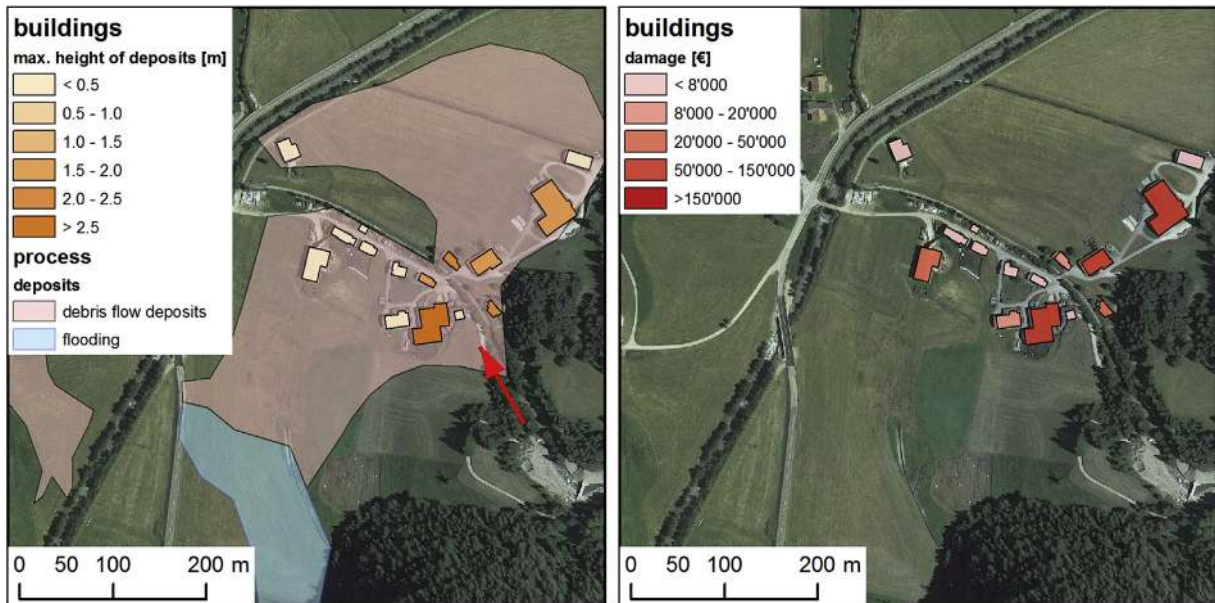 buildings
max. height of deposits [m]
< 0.5
0.5 - 1.0
1.0 - 1.5
1.5 - 2.0
2.0 - 2.5
> 2.5
process
deposits
debris flow deposits
flooding
0 50 100 200 m
buildings
damage [€]
< 8'000
8'000 - 20'000
20'000 - 50'000
50'000 - 150'000
>150'000
0 50 100 200 m